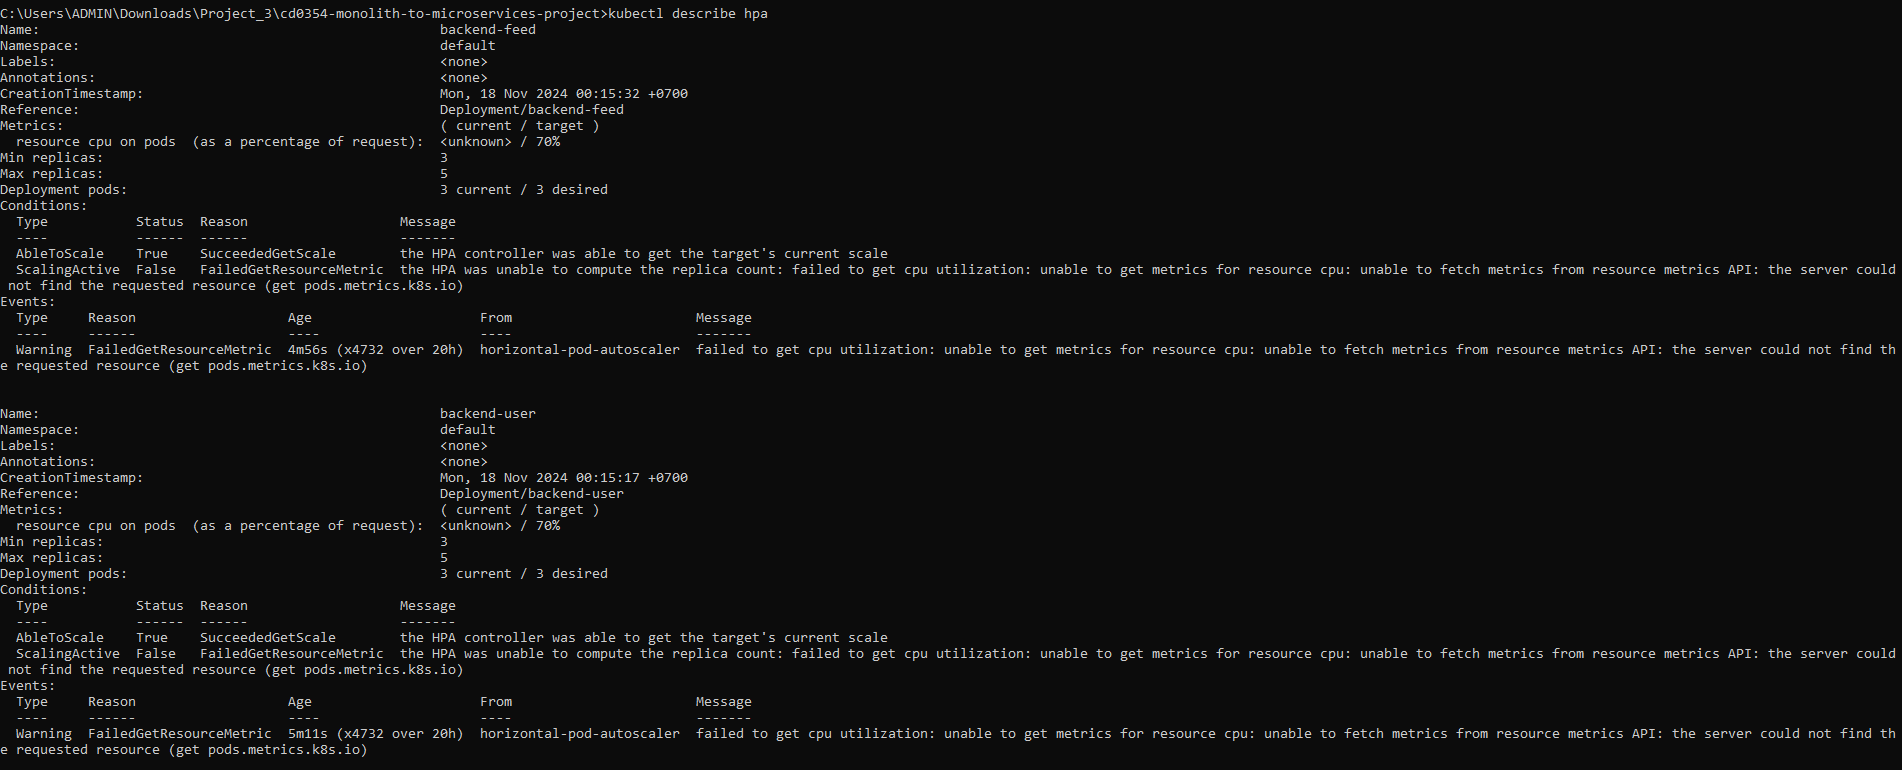 C:\Users\ADMIN\Downloads\Project_3\cd0354-monolith-to-microservices-project>kubectl describe hpa
Name:                                                  backend-feed
Namespace:                                             default
Labels:                                                <none>
Annotations:                                           <none>
CreationTimestamp:                                     Mon, 18 Nov 2024 00:15:32 +0700
Reference:                                             Deployment/backend-feed
Metrics:                                               ( current / target )
  resource cpu on pods  (as a percentage of request):  <unknown> / 70%
Min replicas:                                          3
Max replicas:                                          5
Deployment pods:                                       3 current / 3 desired
Conditions:
  Type           Status  Reason                   Message
  ----           ------  ------                   -------
  AbleToScale    True    SucceededGetScale        the HPA controller was able to get the target's current scale
  ScalingActive  False   FailedGetResourceMetric  the HPA was unable to compute the replica count: failed to get cpu utilization: unable to get metrics for resource cpu: unable to fetch metrics from resource metrics API: the server could
 not find the requested resource (get pods.metrics.k8s.io)
Events:
  Type     Reason                   Age                     From                       Message
  ----     ------                   ----                    ----                       -------
  Warning  FailedGetResourceMetric  4m56s (x4732 over 20h)  horizontal-pod-autoscaler  failed to get cpu utilization: unable to get metrics for resource cpu: unable to fetch metrics from resource metrics API: the server could not find th
e requested resource (get pods.metrics.k8s.io)
Name:                                                  backend-user
Namespace:                                             default
Labels:                                                <none>
Annotations:                                           <none>
CreationTimestamp:                                     Mon, 18 Nov 2024 00:15:17 +0700
Reference:                                             Deployment/backend-user
Metrics:                                               ( current / target )
  resource cpu on pods  (as a percentage of request):  <unknown> / 70%
Min replicas:                                          3
Max replicas:                                          5
Deployment pods:                                       3 current / 3 desired
Conditions:
  Type           Status  Reason                   Message
  ----           ------  ------                   -------
  AbleToScale    True    SucceededGetScale        the HPA controller was able to get the target's current scale
  ScalingActive  False   FailedGetResourceMetric  the HPA was unable to compute the replica count: failed to get cpu utilization: unable to get metrics for resource cpu: unable to fetch metrics from resource metrics API: the server could
 not find the requested resource (get pods.metrics.k8s.io)
Events:
  Type     Reason                   Age                     From                       Message
  ----     ------                   ----                    ----                       -------
  Warning  FailedGetResourceMetric  5m11s (x4732 over 20h)  horizontal-pod-autoscaler  failed to get cpu utilization: unable to get metrics for resource cpu: unable to fetch metrics from resource metrics API: the server could not find th
e requested resource (get pods.metrics.k8s.io)